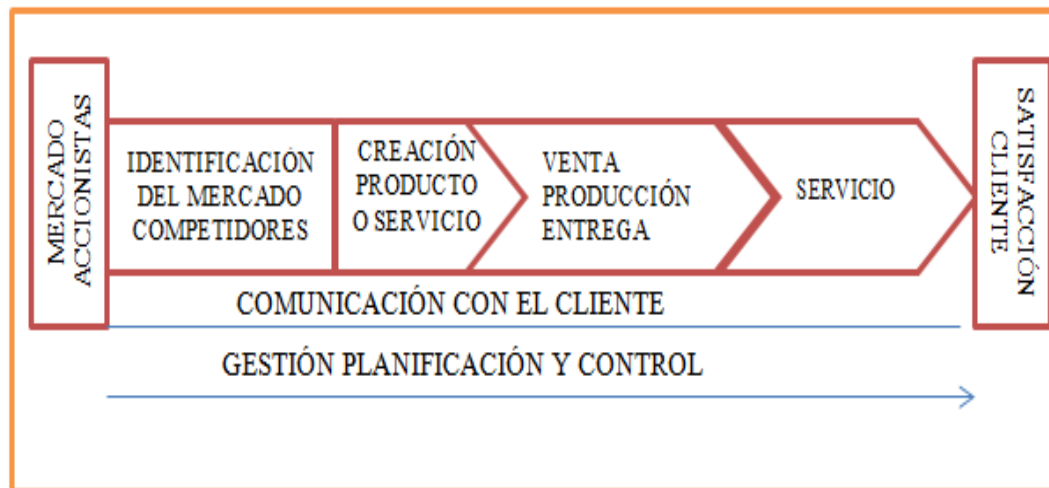 MERCADO
ACCIONISTAS
IDENTIFICACIÓN
DEL MERCADO
COMPETIDORES
CREACIÓN
PRODUCTO
O SERVICIO
VENTA
PRODUCCIÓN
ENTREGA
SERVICIO
SATISFACCIÓN
CLIENTE
COMUNICACIÓN CON EL CLIENTE
GESTIÓN PLANIFICACIÓN Y CONTROL